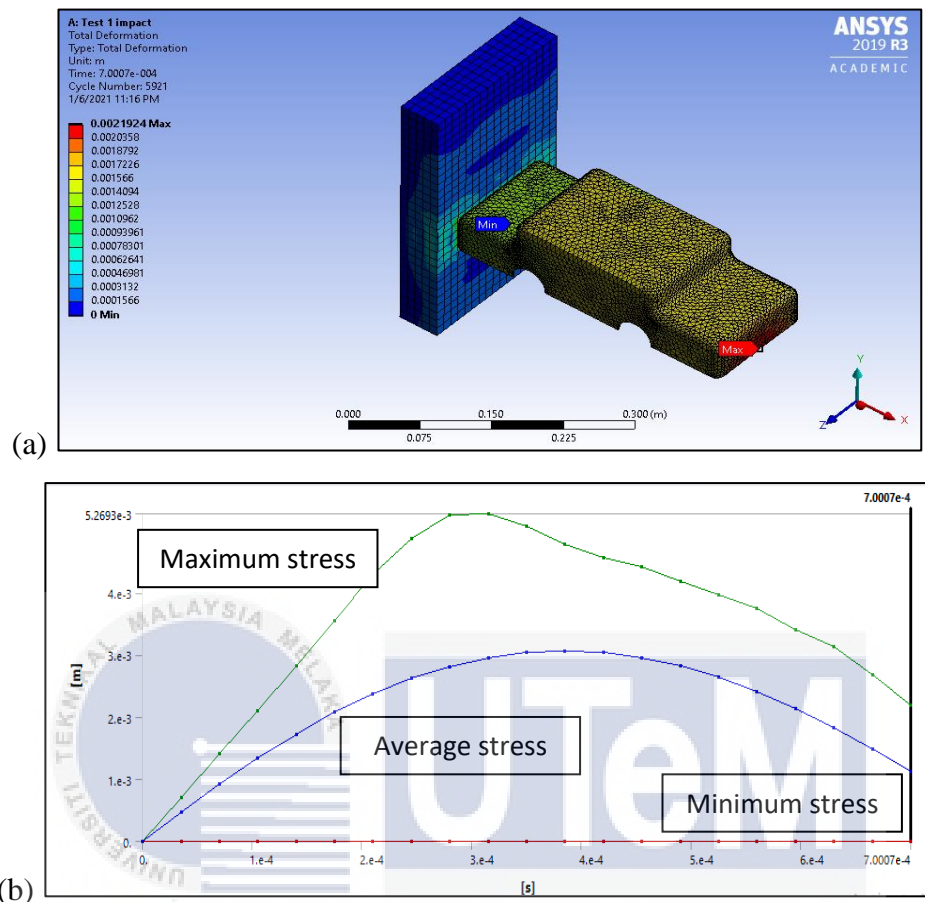 A: Test 1 impact
Total Deformation
Type: Total Deformation
Unit: m
Time: 7.0007e-004
Cycle Number: 5921
1/6/2021 11:16 PM
ANSYS
2019 R3
ACADEMIC
0.0021924 Max
0.0020358
0.0018792
0.0017226
0.001566
0.0014094
0.0012528
0.0010962
0.00093961
0.00078301
0.00062641
0.00046981
0.0003132
0.0001566
0 Min
Min
Max
Y
X
Z
0.000
0.150
0.300 (m)
0.075
0.225
(a)
7.0007e-4
5.2693e-3
Maximum stress
4.e-3
3.e-3
[m]
2.e-3
Average stress
1.e-3
Minimum stress
0.
0.
1.e-4
2.e-4
3.e-4
4.e-4
5.e-4
6.e-4
7.0007e-4
[s]
(b)
UNIVERSITI TEKNIKAL MALAYSIA MELAKA
UTeM